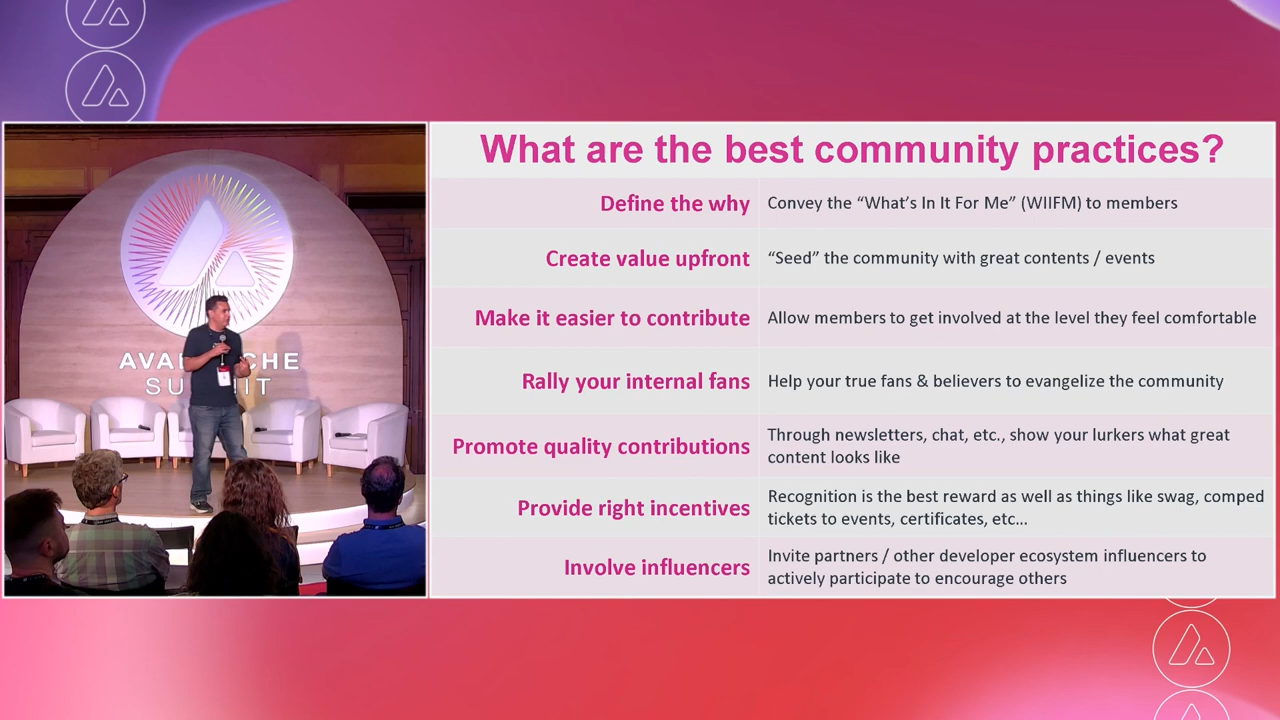 AVALANCHE
SUMMIT
What are the best community practices?
Define the why
Convey the “What’s In It For Me” (WIIFM) to members
Create value upfront
“Seed” the community with great contents / events
Make it easier to contribute
Allow members to get involved at the level they feel comfortable
Rally your internal fans
Help your true fans & believers to evangelize the community
Promote quality contributions
Through newsletters, chat, etc., show your lurkers what great
content looks like
Provide right incentives
Recognition is the best reward as well as things like swag, comped
tickets to events, certificates, etc...
Involve influencers
Invite partners / other developer ecosystem influencers to
actively participate to encourage others